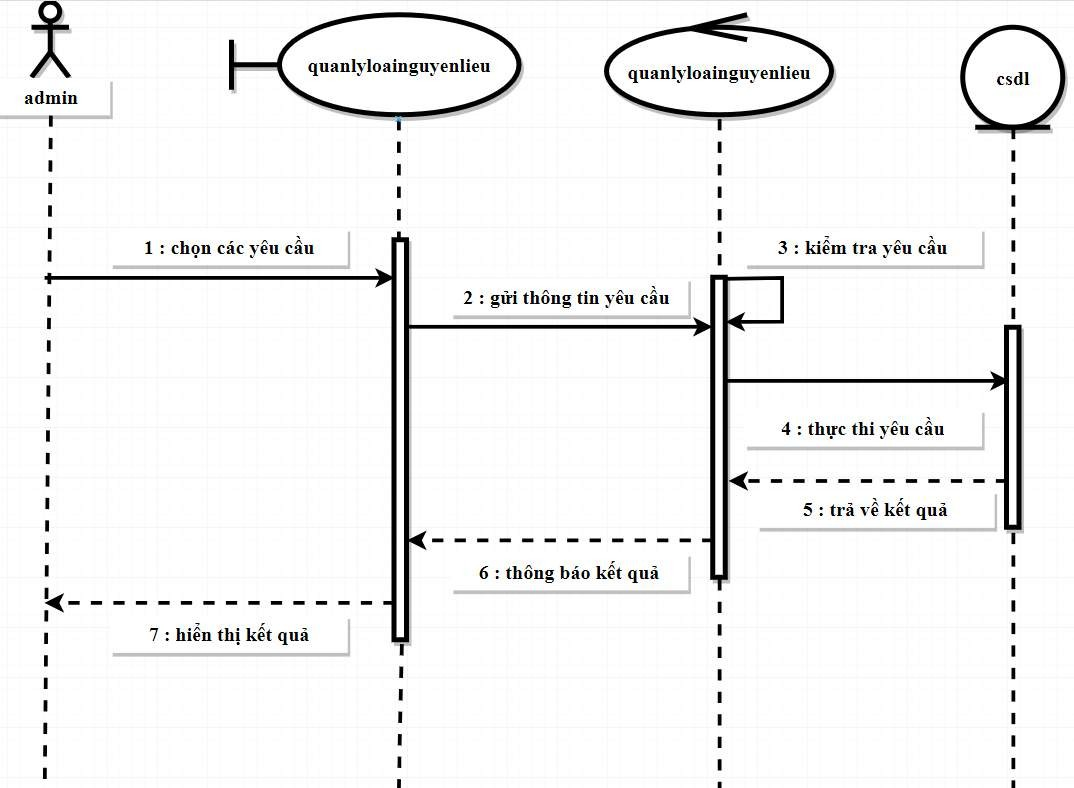 admin
quanlyloainguyenlieu
quanlyloainguyenlieu
csdl
1 : chọn các yêu cầu
3 : kiểm tra yêu cầu
2 : gửi thông tin yêu cầu
4 : thực thi yêu cầu
5 : trả về kết quả
6 : thông báo kết quả
7 : hiển thị kết quả